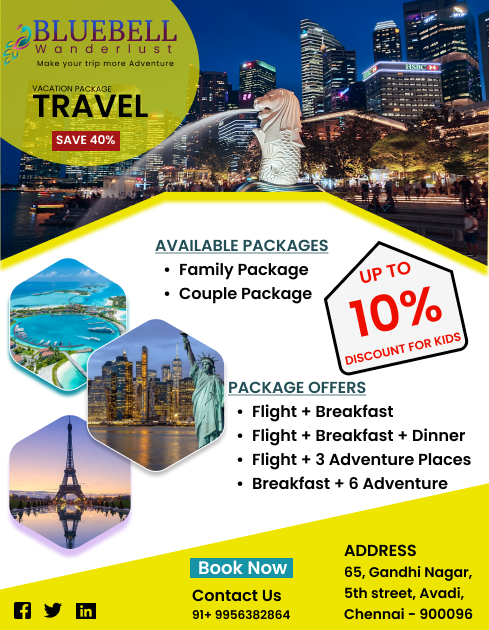 BLUEBELL
Wanderlust
Make your trip more Adventure
VACATION PACKAGE
TRAVEL
SAVE 40%
HSBC
AVAILABLE PACKAGES
• Family Package
• Couple Package
UP TO
10%
DISCOUNT FOR KIDS
PACKAGE OFFERS
• Flight + Breakfast
• Flight + Breakfast + Dinner
• Flight + 3 Adventure Places
• Breakfast + 6 Adventure
Book Now
Contact Us
91+ 9956382864
ADDRESS
65, Gandhi Nagar,
5th street, Avadi,
Chennai - 900096